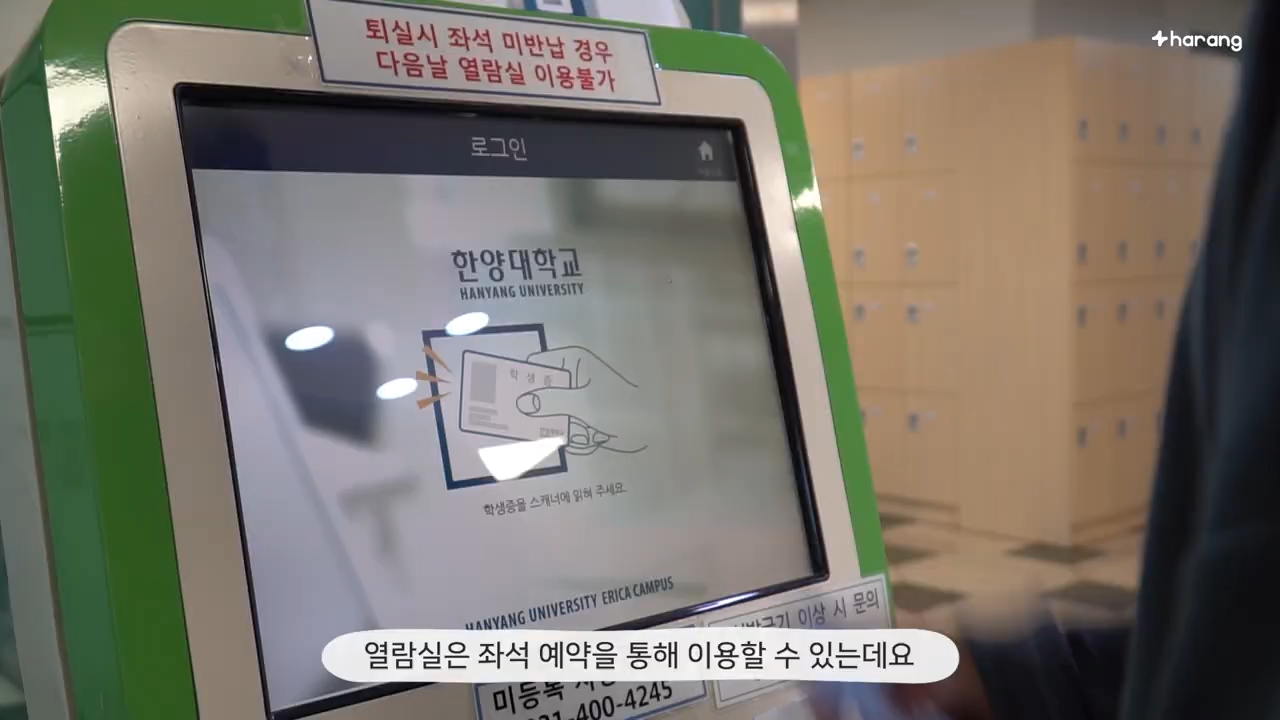 퇴실시 좌석 미반납 경우
다음날 열람실 이용불가
harang
로그인
한양대학교
HANYANG UNIVERSITY
학생증
학생증을 스캐너에 읽혀 주세요.
HANYANG UNIVERSITY ERICA CAMPUS
이상 시 문의
열람실은 좌석 예약을 통해 이용할 수 있는데요
미등록
400-4245